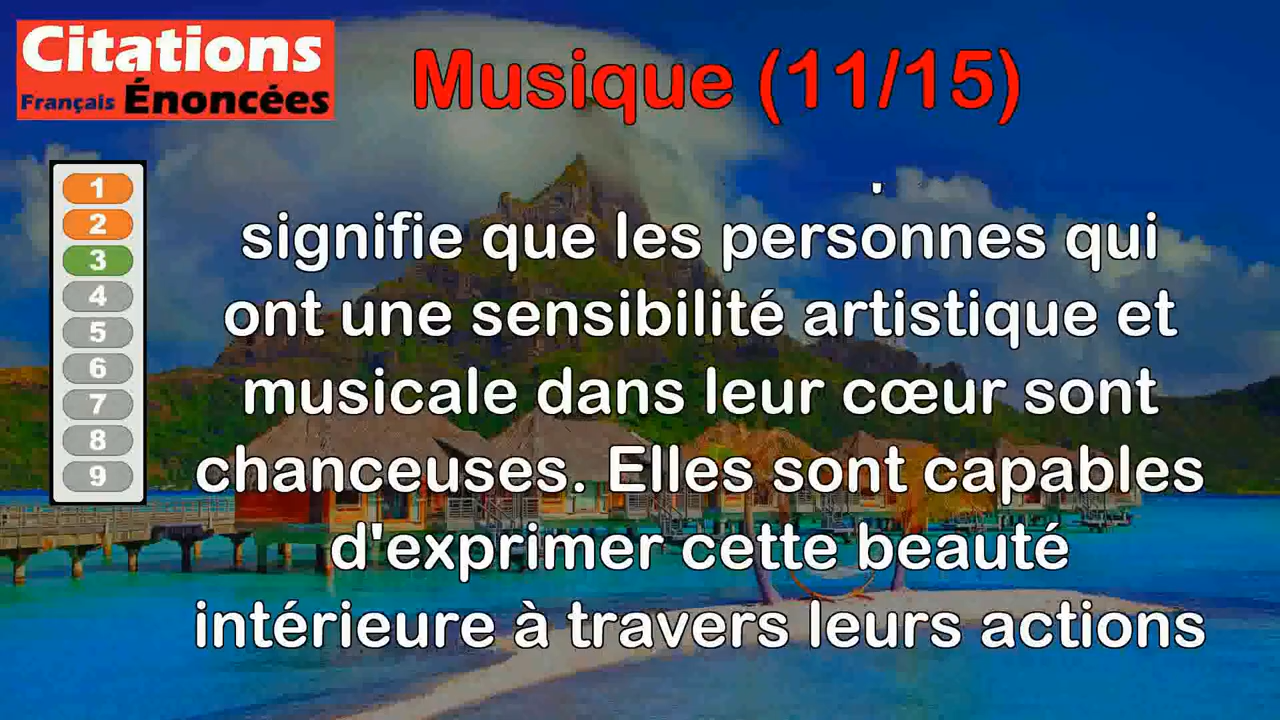 Citations
Français Énoncées
Musique (11/15)
1
2
3
4
5
6
7
8
9
signifie que les personnes qui
ont une sensibilité artistique et
musicale dans leur cœur sont
chanceuses. Elles sont capables
d'exprimer cette beauté
intérieure à travers leurs actions